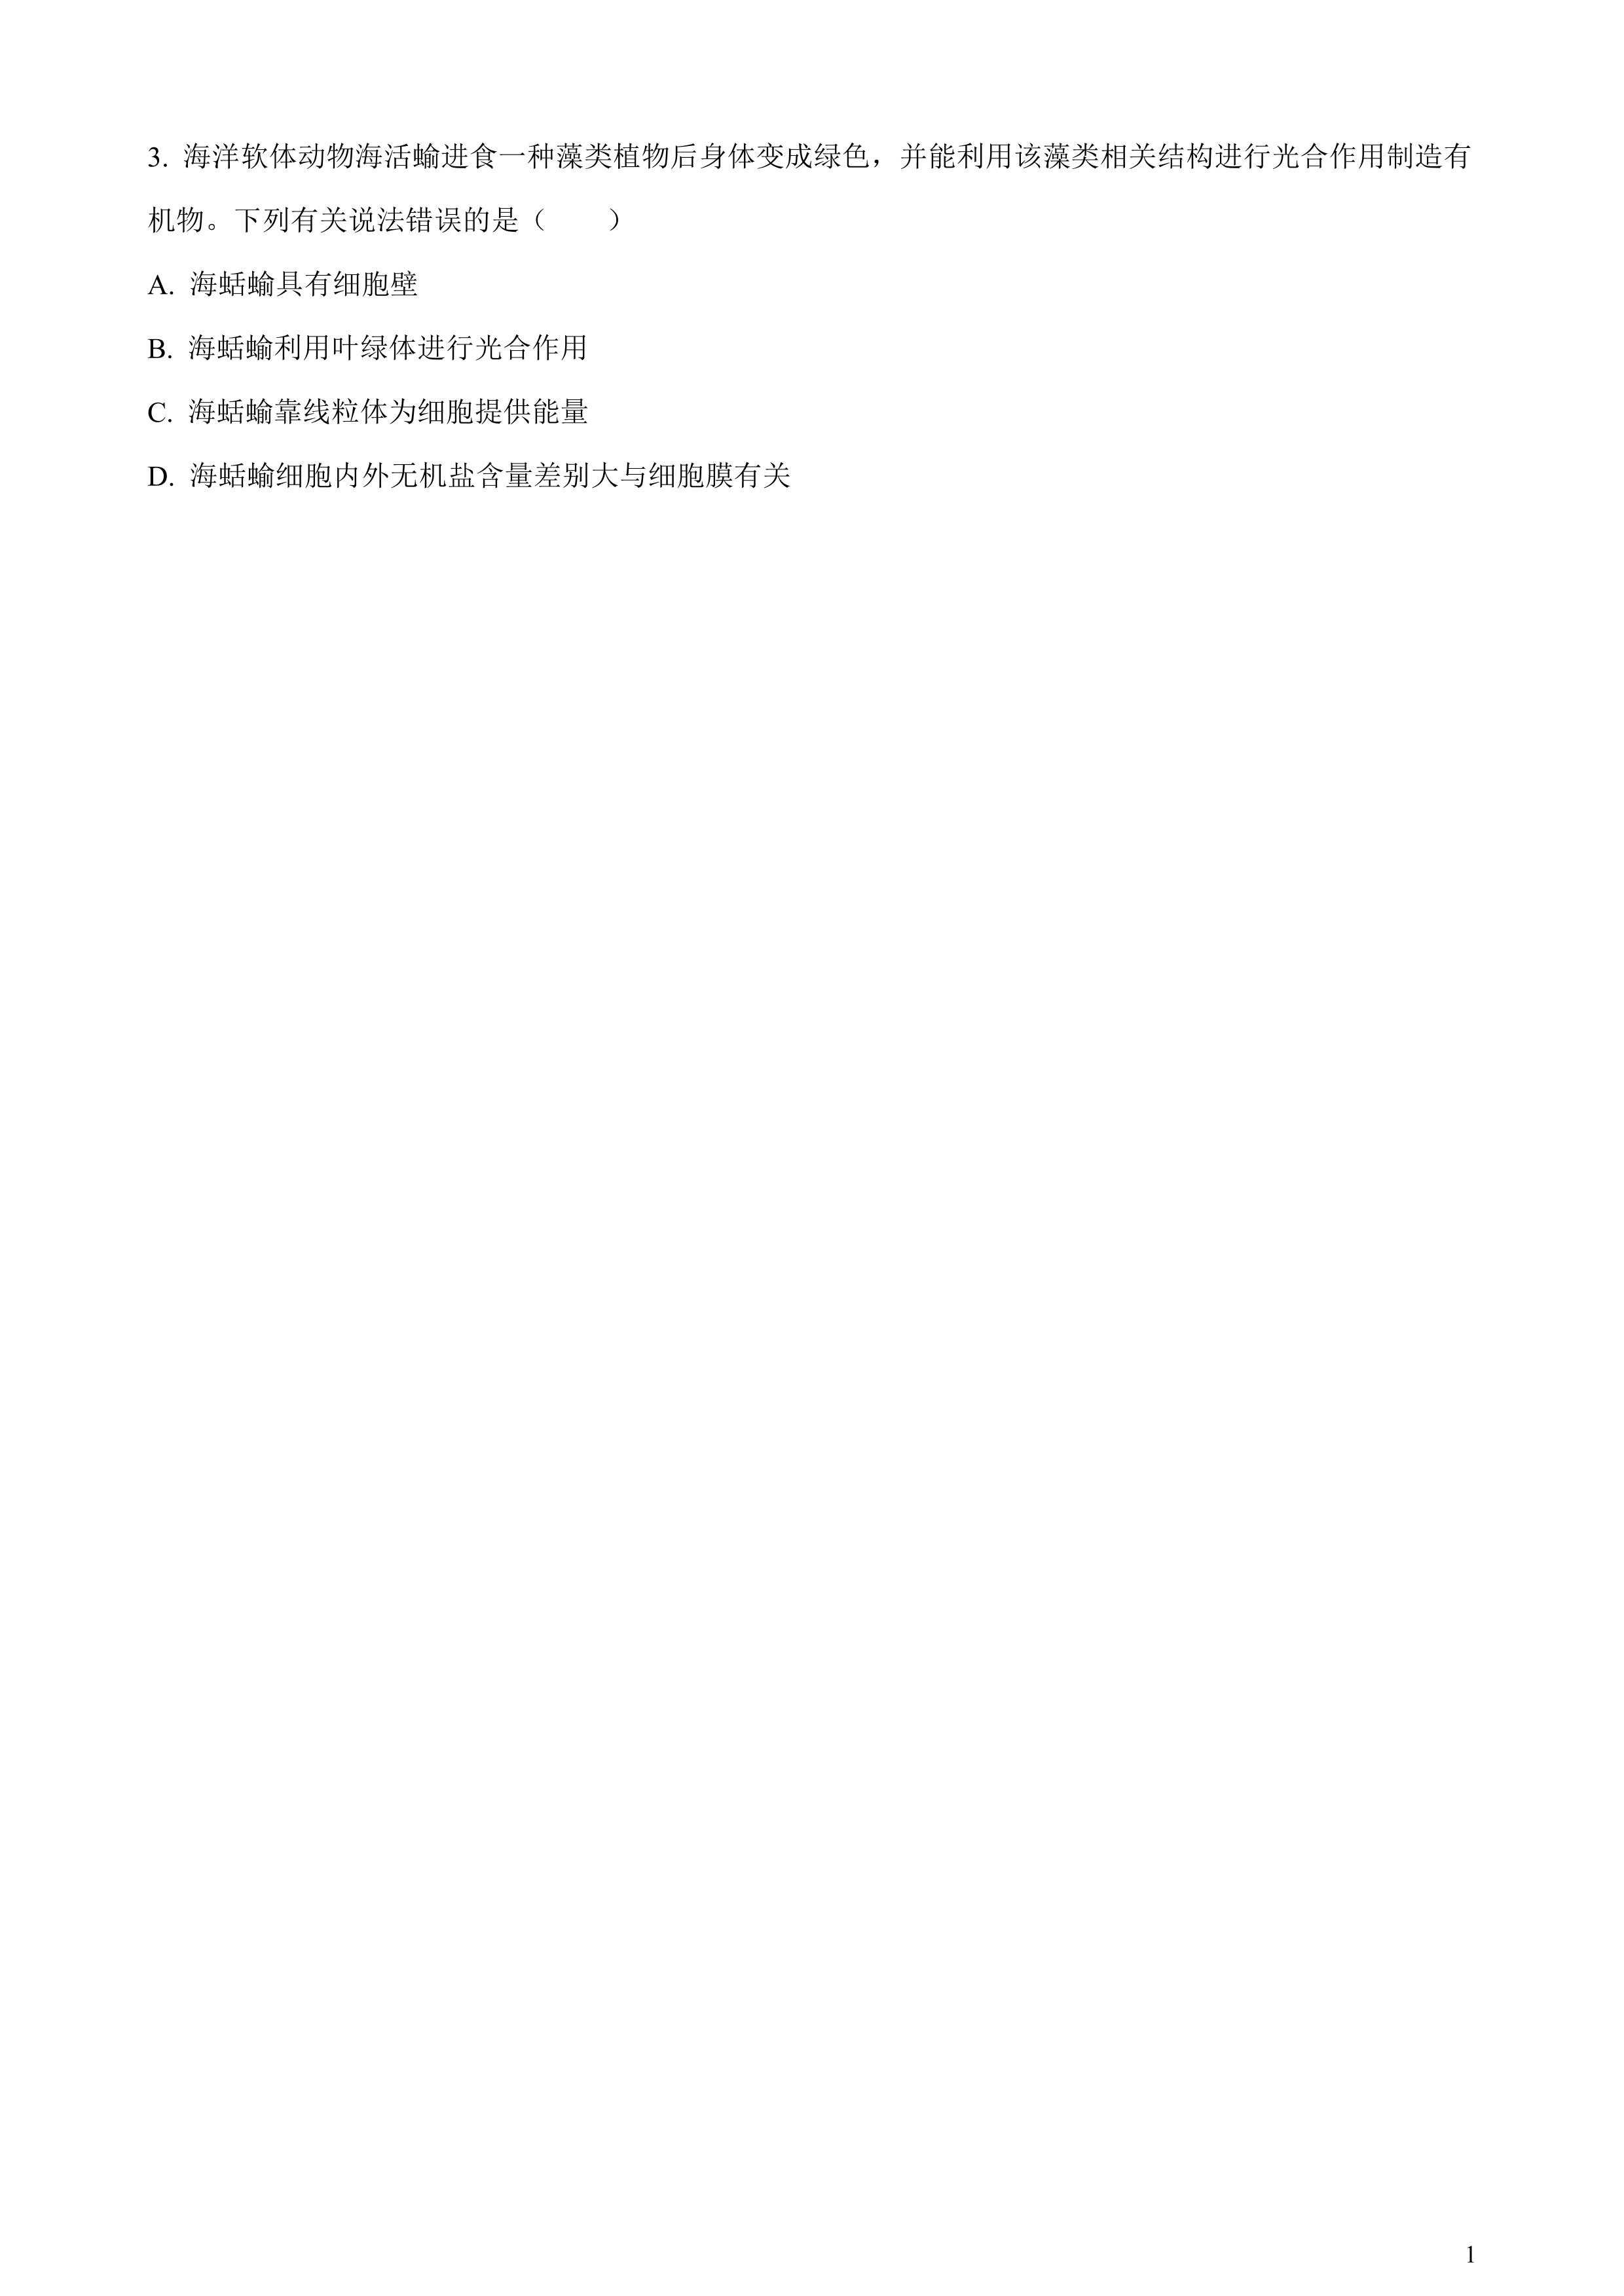 3. 海洋软体动物海活蝓进食一种藻类植物后身体变成绿色，并能利用该藻类相关结构进行光合作用制造有
机物。下列有关说法错误的是（　　）
A. 海蛞蝓具有细胞壁
B. 海蛞蝓利用叶绿体进行光合作用
C. 海蛞蝓靠线粒体为细胞提供能量
D. 海蛞蝓细胞内外无机盐含量差别大与细胞膜有关
1